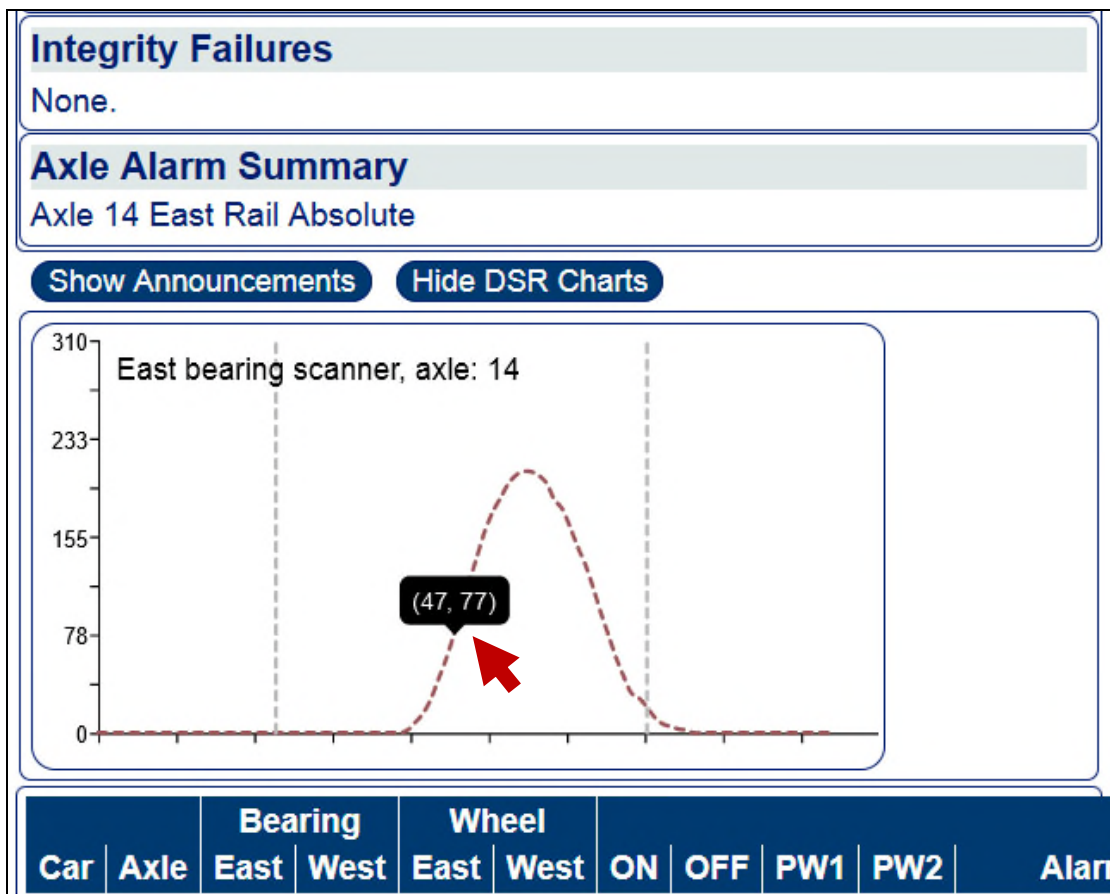 Integrity Failures
None.
Axle Alarm Summary
Axle 14 East Rail Absolute
Show Announcements Hide DSR Charts
310
East bearing scanner, axle: 14
233
155
(47, 77)
78
0
Bearing Wheel
Car Axle East West East West ON OFF PW1 PW2